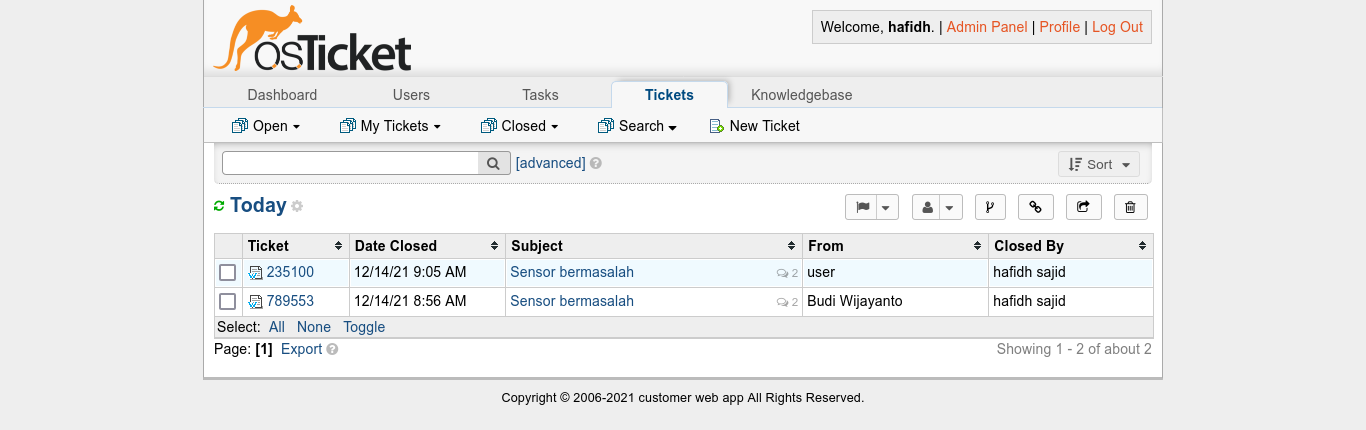 osTicket
Welcome, hafidh. | Admin Panel | Profile | Log Out
Dashboard Users Tasks Tickets Knowledgebase
Open My Tickets Closed Search New Ticket
[advanced] Sort
Today
Ticket Date Closed Subject From Closed By
235100 12/14/21 9:05 AM Sensor bermasalah 2 user hafidh sajid
789553 12/14/21 8:56 AM Sensor bermasalah 2 Budi Wijayanto hafidh sajid
Select: All None Toggle
Page: [1] Export Showing 1 - 2 of about 2
Copyright © 2006-2021 customer web app All Rights Reserved.